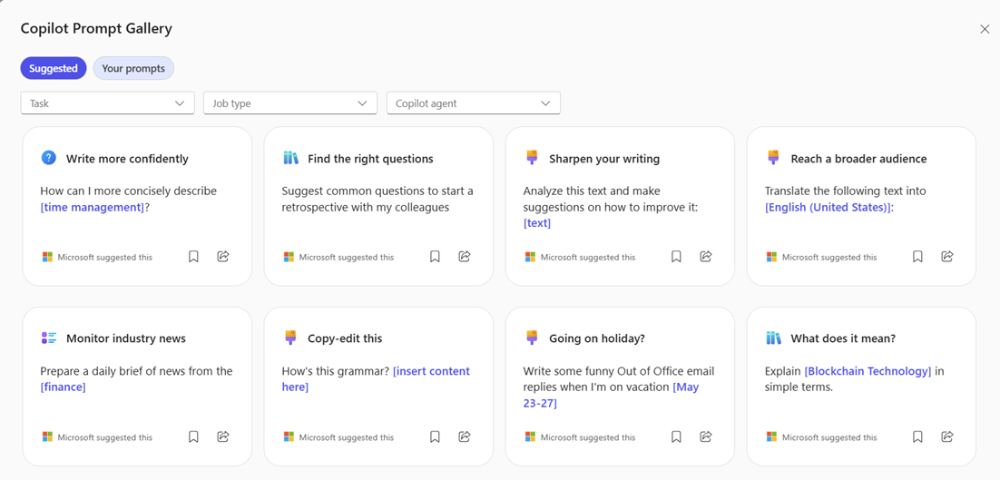 Copilot Prompt Gallery
Suggested
Your prompts
Task
Job type
Copilot agent
Write more confidently
How can I more concisely describe
[time management]?
Microsoft suggested this
Find the right questions
Suggest common questions to start a
retrospective with my colleagues
Microsoft suggested this
Sharpen your writing
Analyze this text and make
suggestions on how to improve it:
[text]
Microsoft suggested this
Reach a broader audience
Translate the following text into
[English (United States)]:
Microsoft suggested this
Monitor industry news
Prepare a daily brief of news from the
[finance]
Microsoft suggested this
Copy-edit this
How's this grammar? [insert content
here]
Microsoft suggested this
Going on holiday?
Write some funny Out of Office email
replies when I'm on vacation [May
23-27]
Microsoft suggested this
What does it mean?
Explain [Blockchain Technology] in
simple terms.
Microsoft suggested this